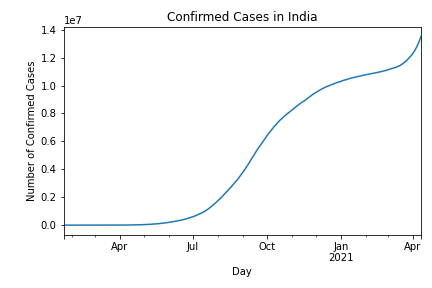 Confirmed Cases in India
1e7
1.4
1.2
1.0
0.8
0.6
0.4
0.2
0.0
Number of Confirmed Cases
Apr Jul Oct Jan Apr
2021
Day